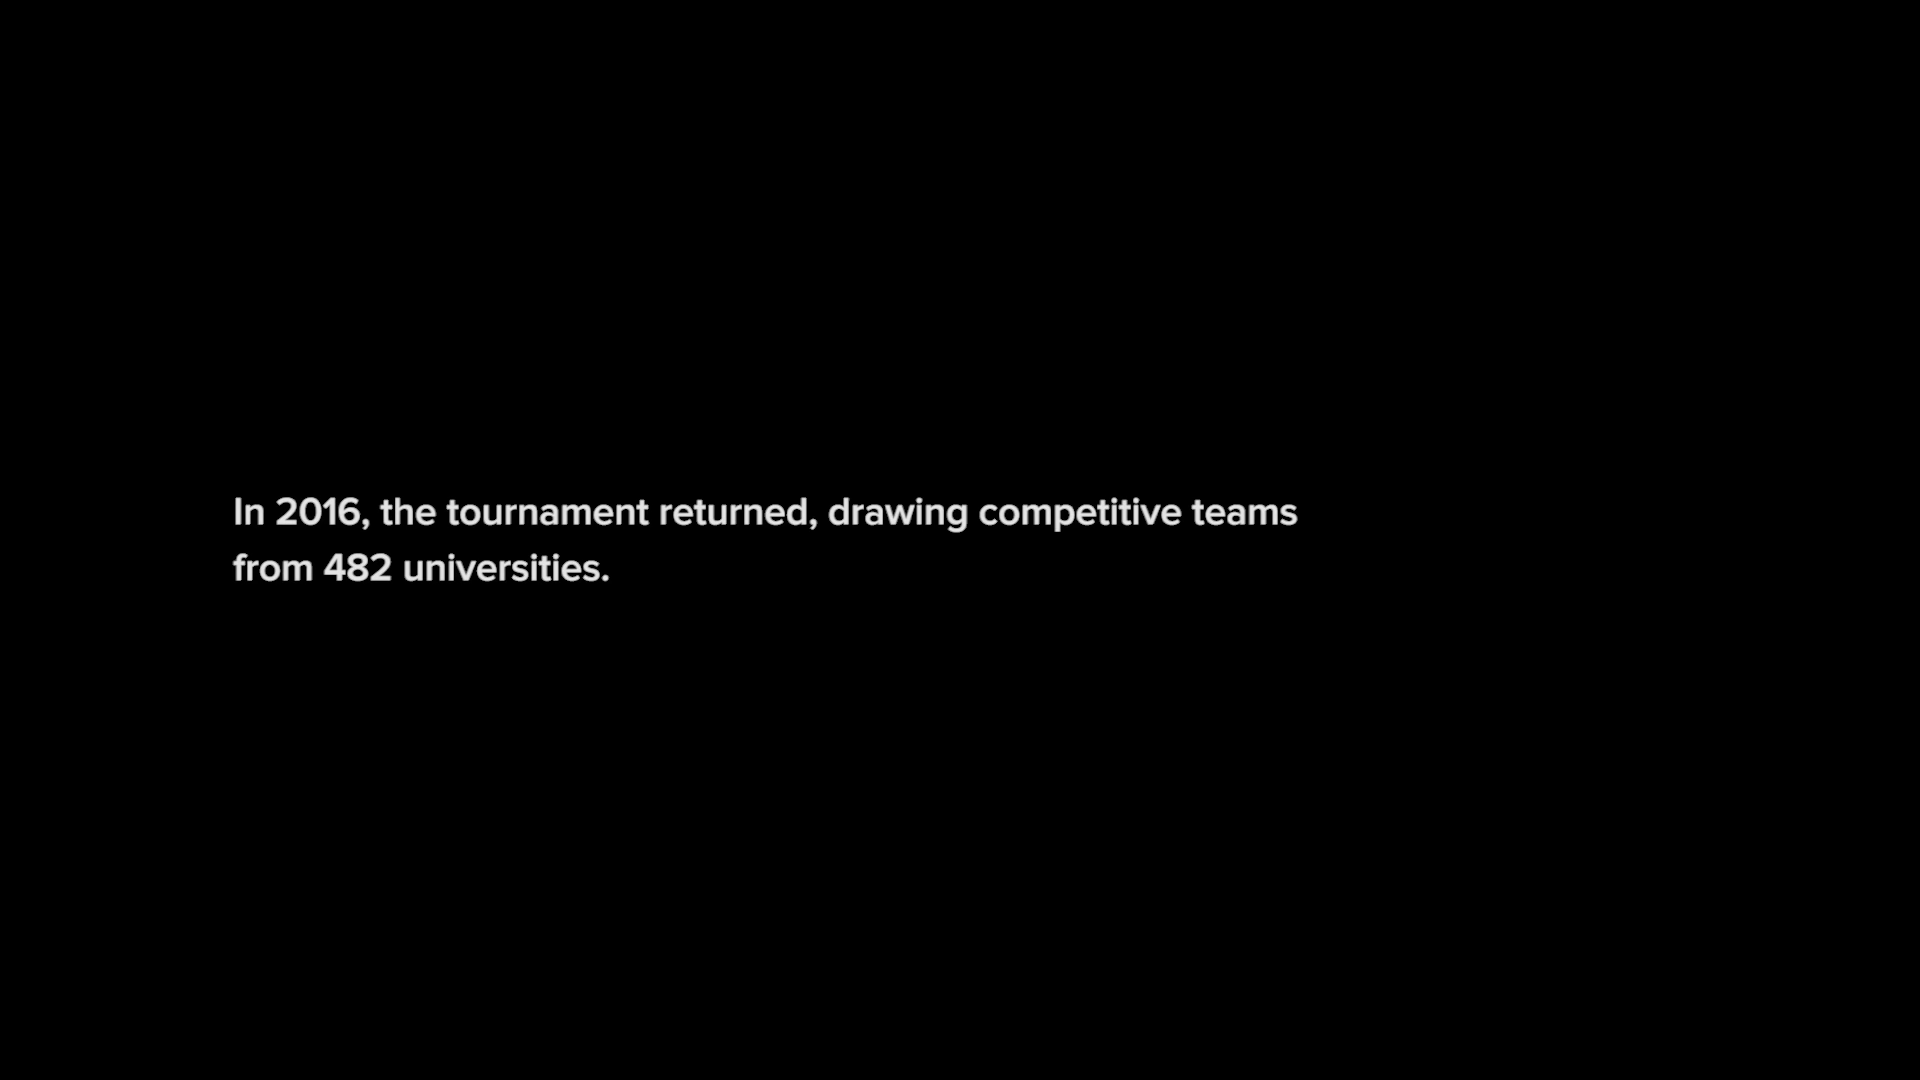 In 2016, the tournament returned, drawing competitive teams
from 482 universities.